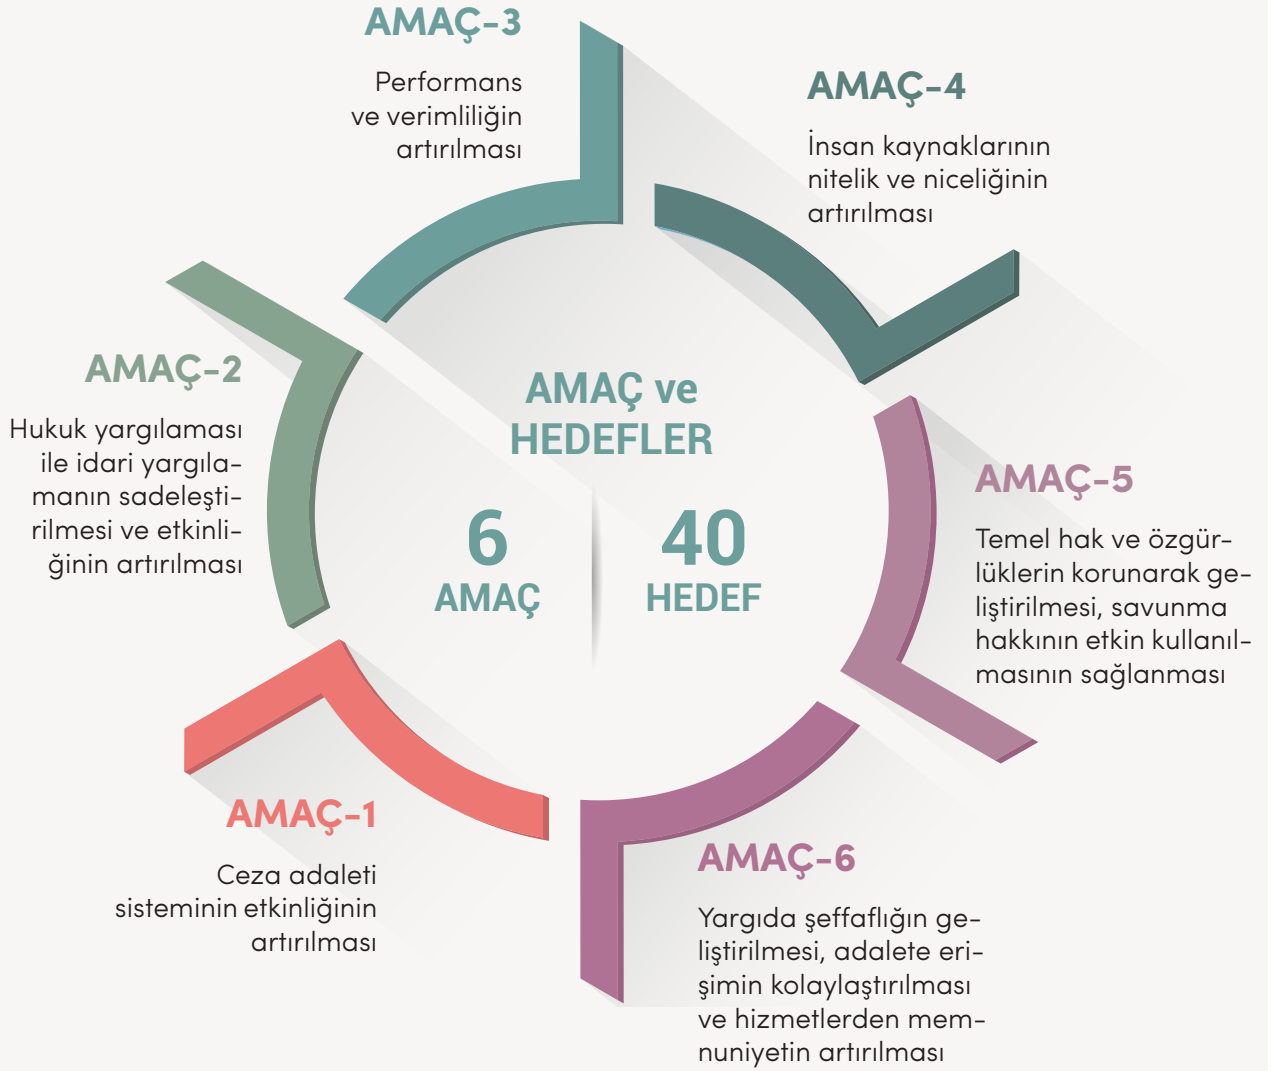 AMAÇ-3
Performans
ve verimliliğin
artırılması
AMAÇ-4
İnsan kaynaklarının
nitelik ve niceliğinin
artırılması
AMAÇ-2
Hukuk yargılaması
ile idari yargıla-
manın sadeleşti-
rilmesi ve etkinli-
ğinin artırılması
AMAÇ ve
HEDEFLER
6
AMAÇ
40
HEDEF
AMAÇ-5
Temel hak ve özgür-
lüklerin korunarak ge-
liştirilmesi, savunma
hakkının etkin kullanıl-
masının sağlanması
AMAÇ-1
Ceza adaleti
sisteminin etkinliğinin
artırılması
AMAÇ-6
Yargıda şeffaflığın ge-
liştirilmesi, adalete eri-
şimin kolaylaştırılması
ve hizmetlerden mem-
nuniyetin artırılması